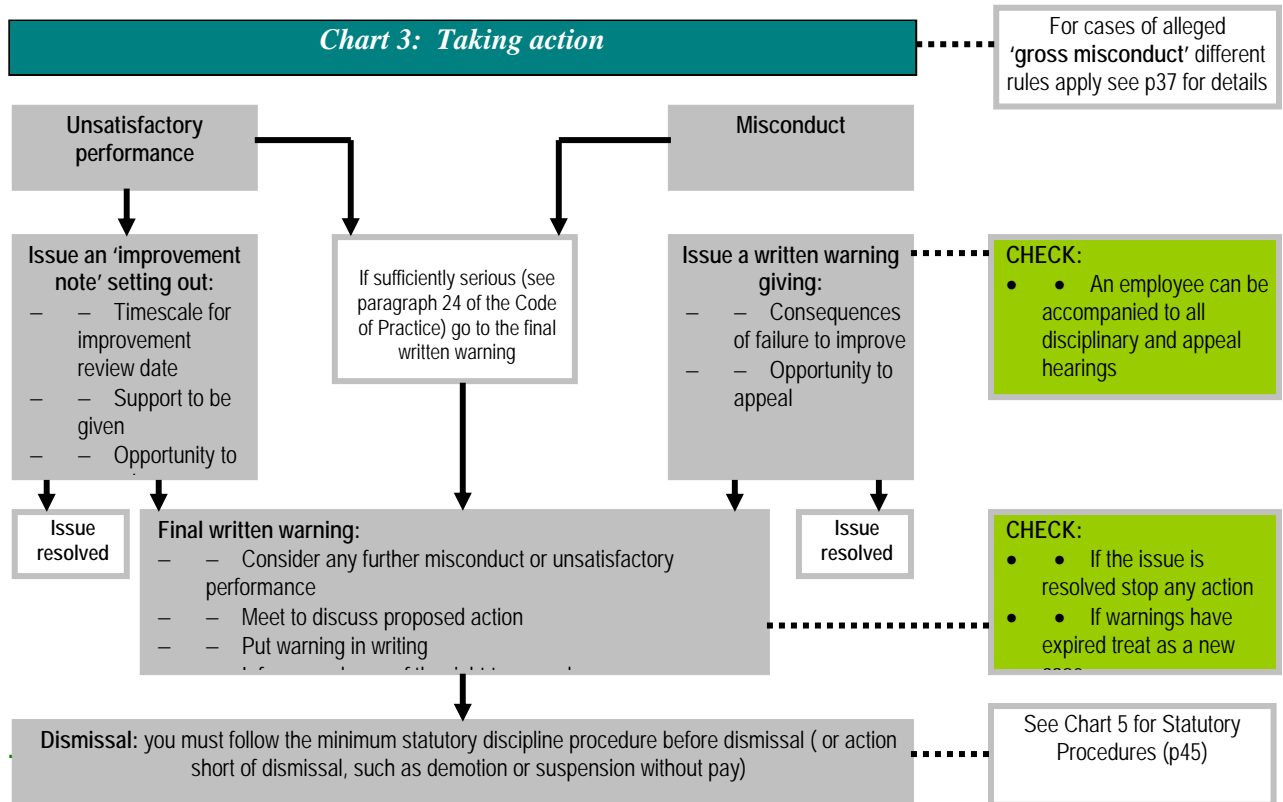 Chart 3: Taking action
For cases of alleged
'gross misconduct' different
rules apply see p37 for details
Unsatisfactory
performance
Misconduct
Issue an 'improvement
note' setting out:
– – Timescale for
improvement
review date
– – Support to be
given
– – Opportunity to
If sufficiently serious (see
paragraph 24 of the Code
of Practice) go to the final
written warning
Issue a written warning
giving:
– – Consequences
of failure to improve
– – Opportunity to
appeal
CHECK:
• • An employee can be
accompanied to all
disciplinary and appeal
hearings
Issue
resolved
Final written warning:
– – Consider any further misconduct or unsatisfactory
performance
– – Meet to discuss proposed action
– – Put warning in writing
Issue
resolved
CHECK:
• • If the issue is
resolved stop any action
• • If warnings have
expired treat as a new
Dismissal: you must follow the minimum statutory discipline procedure before dismissal ( or action
short of dismissal, such as demotion or suspension without pay)
See Chart 5 for Statutory
Procedures (p45)